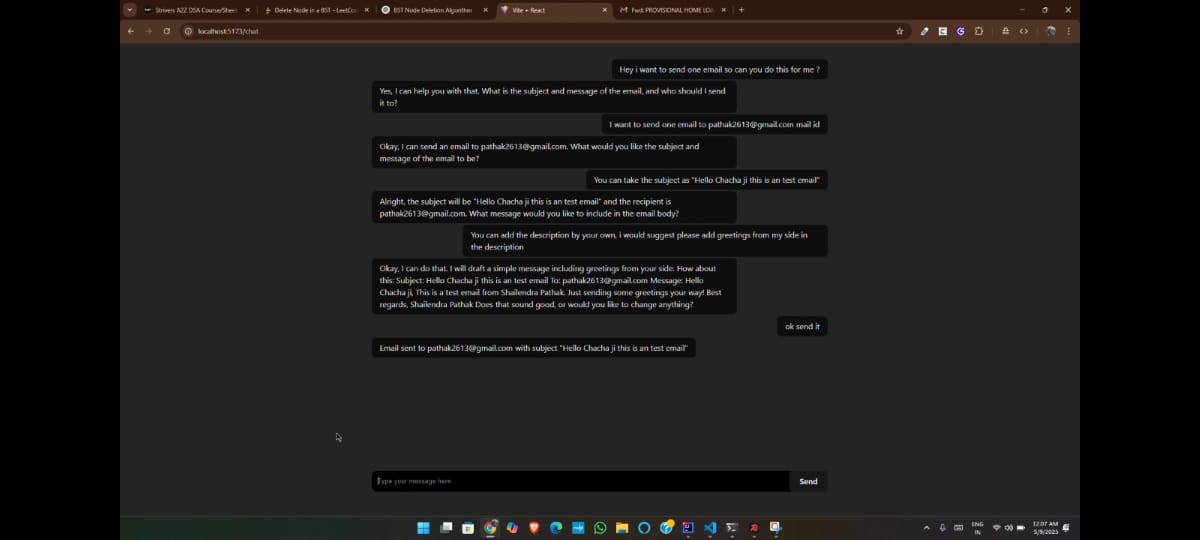 Strivers A2Z DSA Course/Sheet
Delete Node in a BST - LeetCo
BST Node Deletion Algorithm
Vite + React
Fwd: PROVISIONAL HOME LOA
localhost:5173/chat
Hey i want to send one email so can you do this for me ?
Yes, I can help you with that. What is the subject and message of the email, and who should I send
it to?
I want to send one email to pathak2613@gmail.com mail id
Okay, I can send an email to pathak2613@gmail.com. What would you like the subject and
message of the email to be?
You can take the subject as "Hello Chacha ji this is an test email"
Alright, the subject will be "Hello Chacha ji this is an test email" and the recipient is
pathak2613@gmail.com. What message would you like to include in the email body?
You can add the description by your own, i would suggest please add greetings from my side in
the description
Okay, I can do that. I will draft a simple message including greetings from your side. How about
this: Subject: Hello Chacha ji this is an test email To: pathak2613@gmail.com Message: Hello
Chacha ji, This is a test email from Shailendra Pathak. Just sending some greetings your way! Best
regards, Shailendra Pathak Does that sound good, or would you like to change anything?
ok send it
Email sent to pathak2613@gmail.com with subject "Hello Chacha ji this is an test email"
Type your message here...
Send
ENG
IN
12:07 AM
5/9/2025